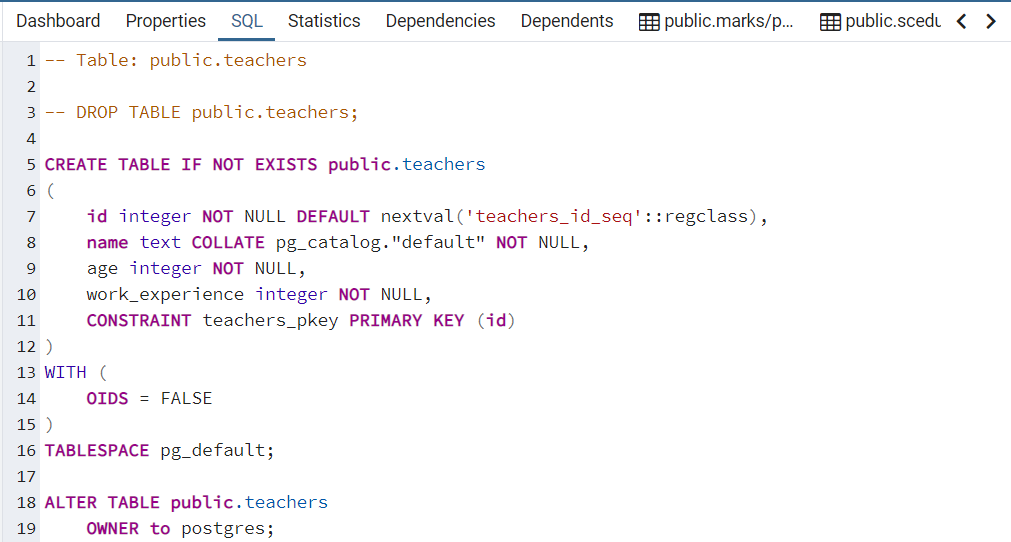 Dashboard Properties SQL Statistics Dependencies Dependents public.marks/p... public.scedu
1 -- Table: public.teachers
2
3 -- DROP TABLE public.teachers;
4
5 CREATE TABLE IF NOT EXISTS public.teachers
6 (
7     id integer NOT NULL DEFAULT nextval('teachers_id_seq'::regclass),
8     name text COLLATE pg_catalog."default" NOT NULL,
9     age integer NOT NULL,
10     work_experience integer NOT NULL,
11     CONSTRAINT teachers_pkey PRIMARY KEY (id)
12 )
13 WITH (
14     OIDS = FALSE
15 )
16 TABLESPACE pg_default;
17
18 ALTER TABLE public.teachers
19     OWNER to postgres;